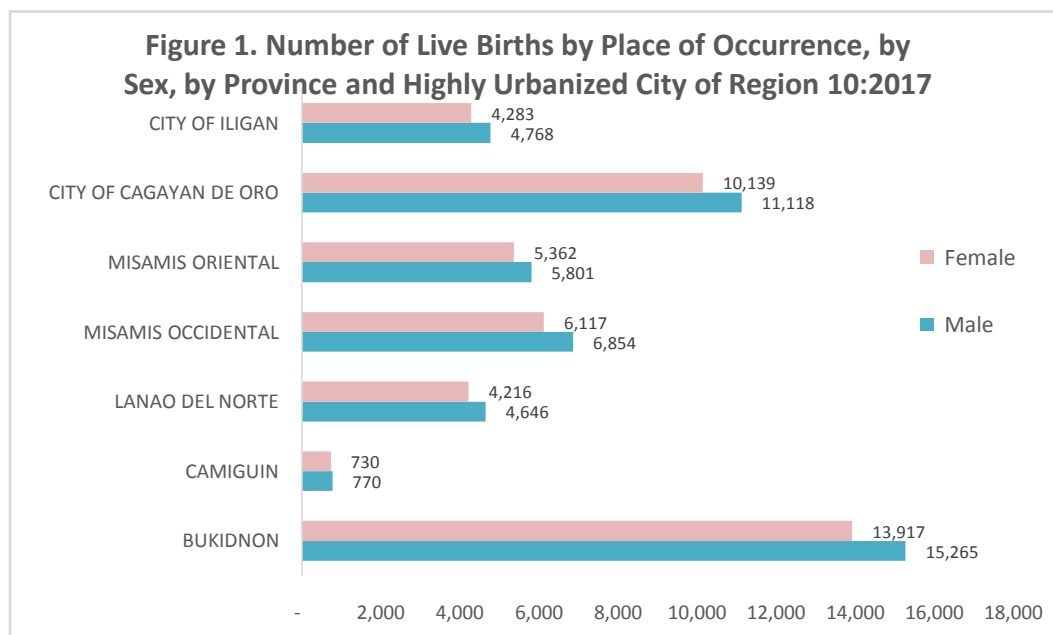 Figure 1. Number of Live Births by Place of Occurrence, by
Sex, by Province and Highly Urbanized City of Region 10:2017
CITY OF ILIGAN
4,283
4,768
CITY OF CAGAYAN DE ORO
10,139
11,118
MISAMIS ORIENTAL
5,362
5,801
Female
MISAMIS OCCIDENTAL
6,117
6,854
Male
LANAO DEL NORTE
4,216
4,646
CAMIGUIN
730
770
BUKIDNON
13,917
15,265
- 2,000 4,000 6,000 8,000 10,000 12,000 14,000 16,000 18,000